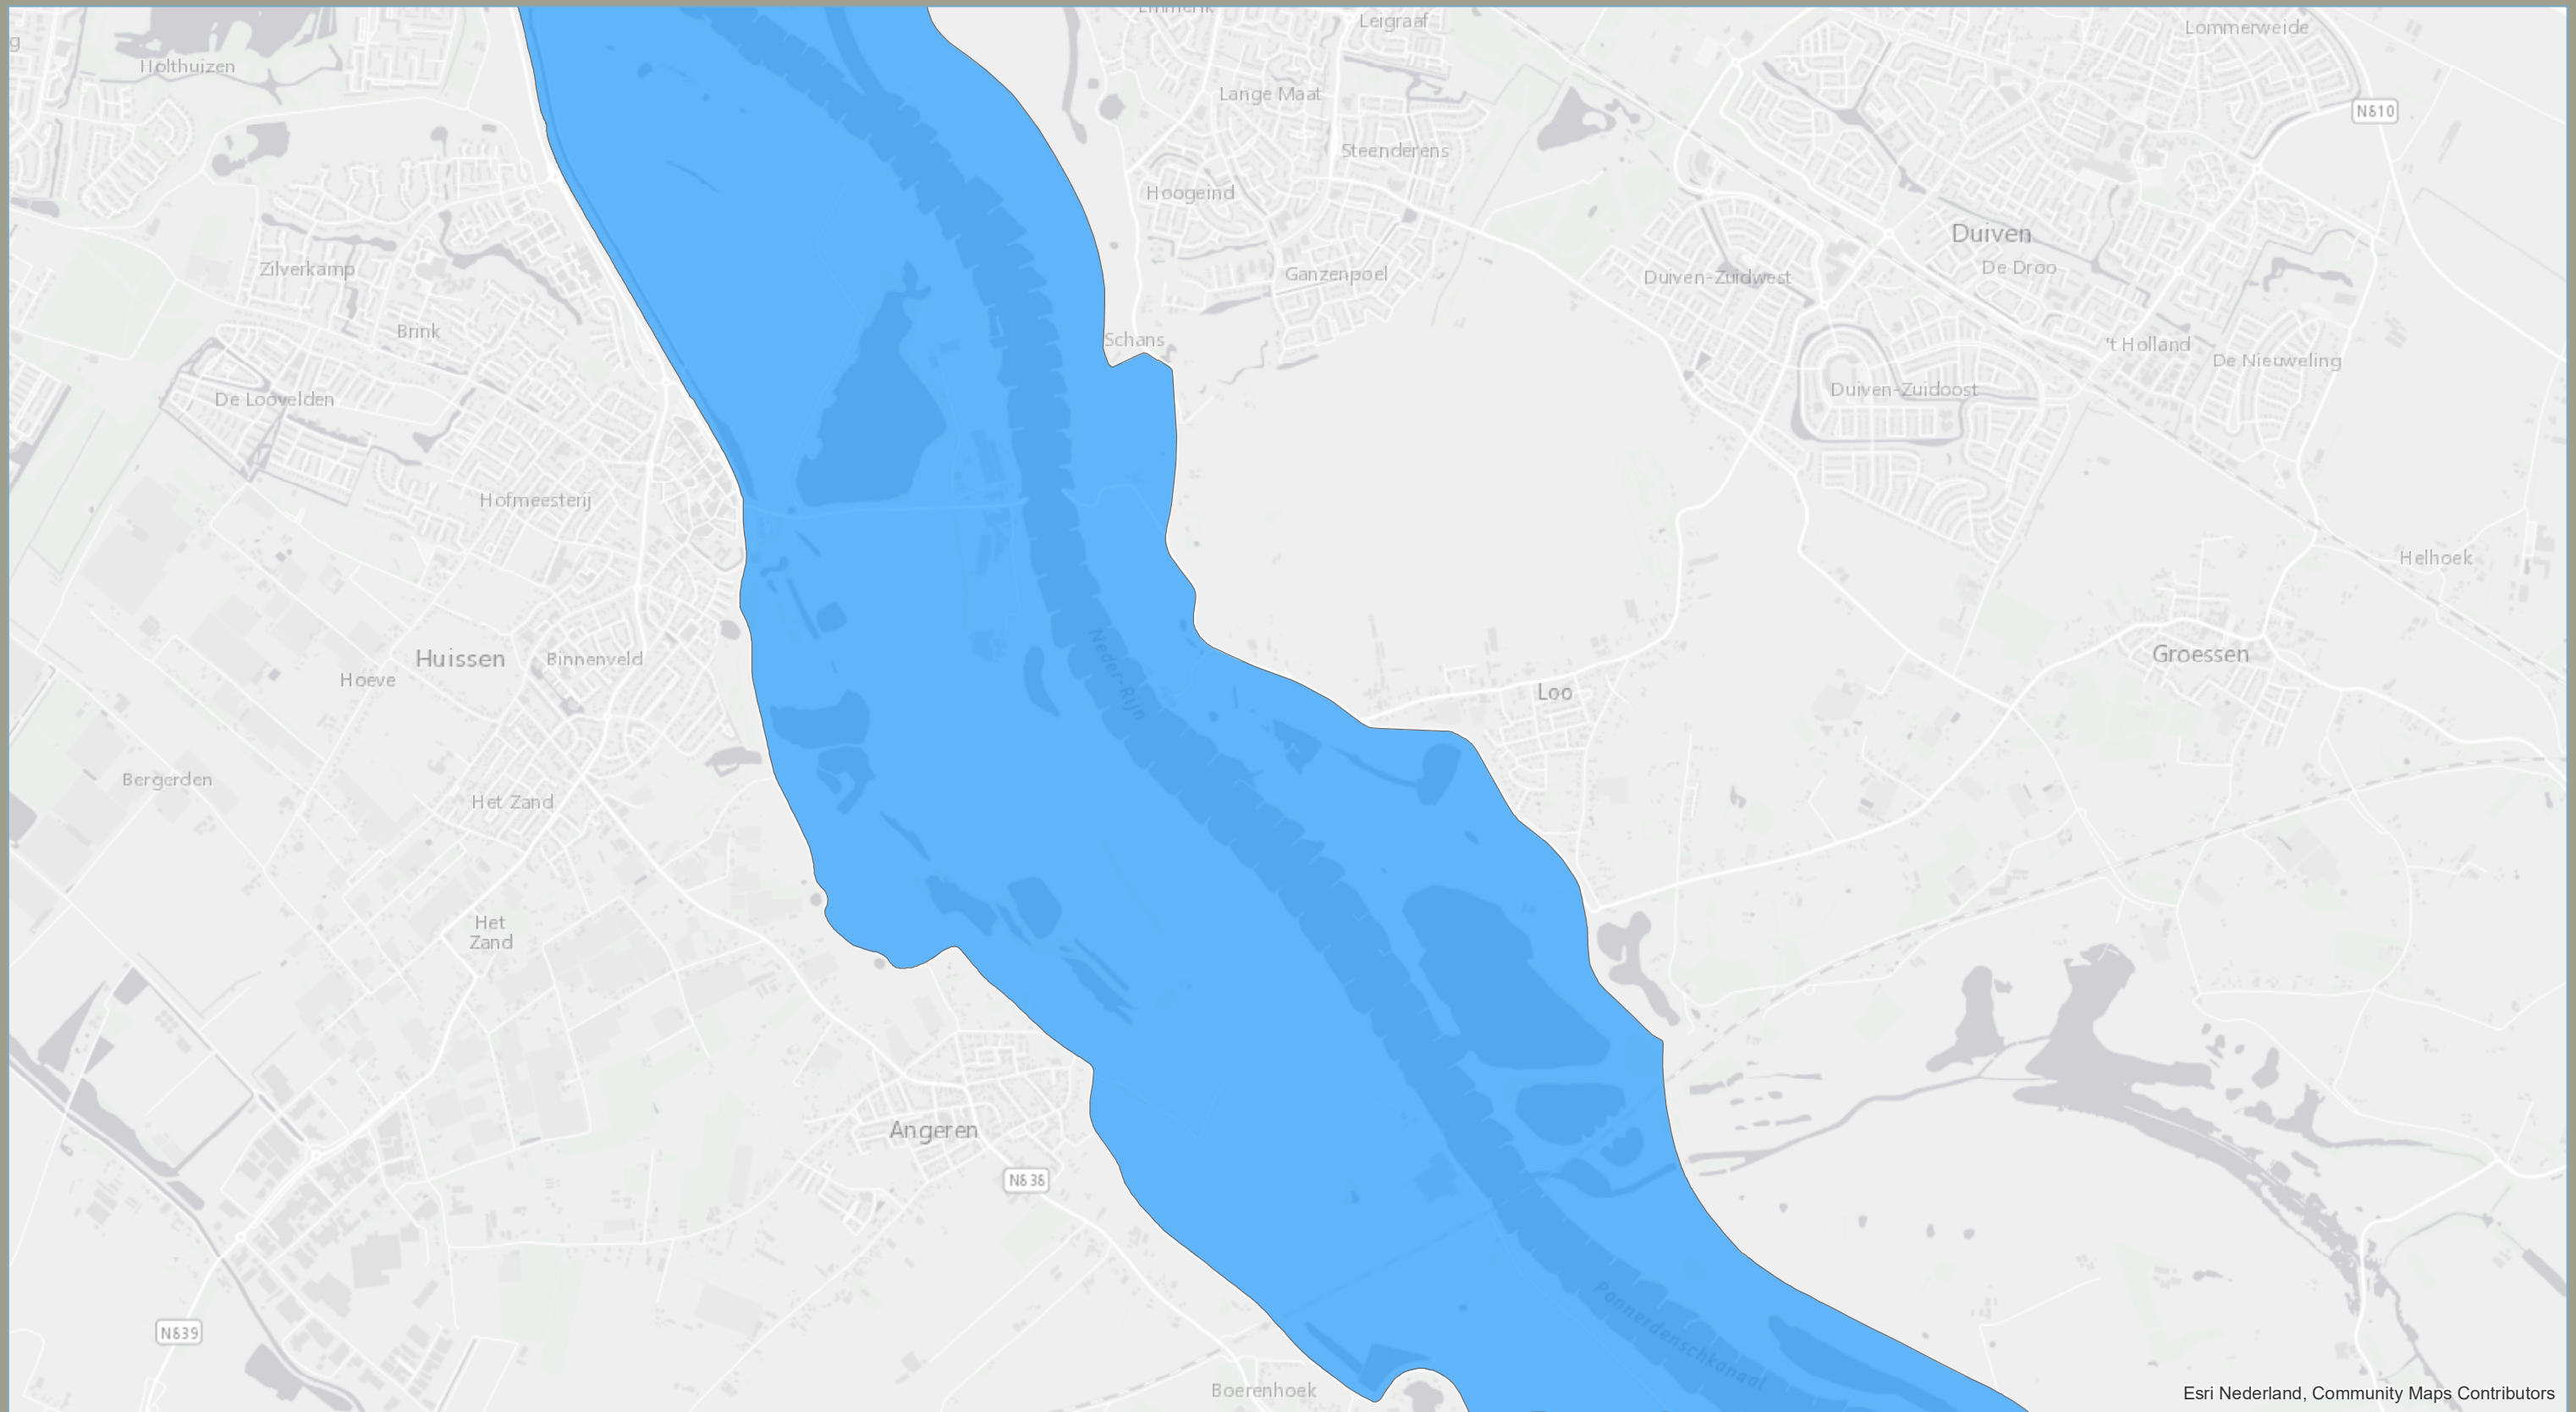 Emmerik
Leigraaf
Lommerweide
g
Holthuizen
Lange Maat
N810
Steenderens
Hoogeind
Duiven
De Droo
Zilverkamp
Ganzenpoel
Duiven-Zuidwest
Brink
Schans
't Holland
De Nieuweling
De Loovelden
Duiven-Zuidoost
Hofmeesterij
Helhoek
Neder-Rijn
Huissen
Binnenveld
Groessen
Hoeve
Loo
Bergerden
Het Zand
Het
Zand
Angeren
N838
Pannerdenschkanaal
N839
Boerenhoek
Esri Nederland, Community Maps Contributors